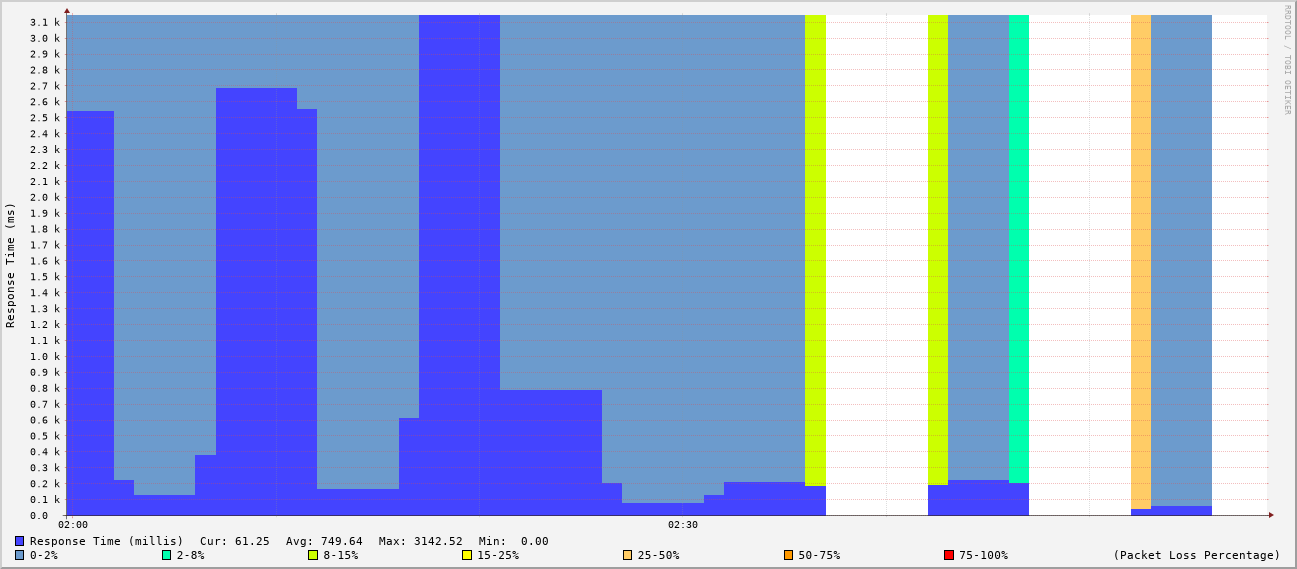 RRDTOOL / TOBI OETIKER
Response Time (ms)
3.1 k
3.0 k
2.9 k
2.8 k
2.7 k
2.6 k
2.5 k
2.4 k
2.3 k
2.2 k
2.1 k
2.0 k
1.9 k
1.8 k
1.7 k
1.6 k
1.5 k
1.4 k
1.3 k
1.2 k
1.1 k
1.0 k
0.9 k
0.8 k
0.7 k
0.6 k
0.5 k
0.4 k
0.3 k
0.2 k
0.1 k
0.0
02:00 02:30
Response Time (millis) Cur: 61.25 Avg: 749.64 Max: 3142.52 Min: 0.00
0-2% 2-8% 8-15% 15-25% 25-50% 50-75% 75-100% (Packet Loss Percentage)